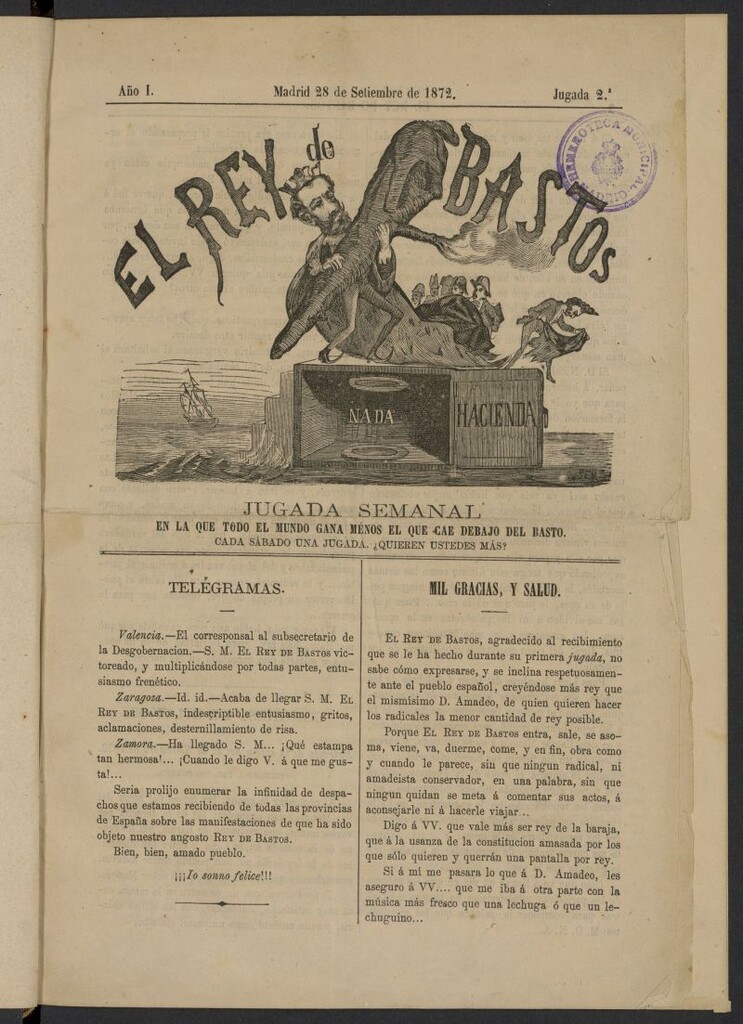 Año I.
Madrid 28 de Setiembre de 1872.
Jugada 2.ª
EL REY de BASTOS
HEMEROTECA MUNICIPAL
MADRID
NADA
HACIENDA
JUGADA SEMANAL
EN LA QUE TODO EL MUNDO GANA MENOS EL QUE CAE DEBAJO DEL BASTO.
CADA SÁBADO UNA JUGADA. ¿QUIEREN USTEDES MÁS?
TELÉGRAMAS.
Valencia.—El corresponsal al subsecretario de
la Desgobernacion.—S. M. EL REY DE BASTOS vic-
toreado, y multiplicándose por todas partes, entu-
siasmo frenético.
Zaragoza.—Id. id.—Acaba de llegar S. M. EL
REY DE BASTOS, indescriptible entusiasmo, gritos,
aclamaciones, desternillamiento de risa.
Zamora.—Ha llegado S. M... ¡Qué estampa
tan hermosa!... ¡Cuando le digo V. á que me gus-
ta!...
Seria prolijo enumerar la infinidad de despa-
chos que estamos recibiendo de todas las provincias
de España sobre las manifestaciones de que ha sido
objeto nuestro angosto REY DE BASTOS.
Bien, bien, amado pueblo.
¡¡¡Io sonno felice!!!
MIL GRACIAS, Y SALUD.
EL REY DE BASTOS, agradecido al recibimiento
que se le ha hecho durante su primera jugada, no
sabe cómo expresarse, y se inclina respetuosamen-
te ante el pueblo español, creyéndose más rey que
el mismísimo D. Amadeo, de quien quieren hacer
los radicales la menor cantidad de rey posible.
Porque EL REY DE BASTOS entra, sale, se aso-
ma, viene, va, duerme, come, y en fin, obra como
y cuando le parece, sin que ningun radical, ni
amadeista conservador, en una palabra, sin que
ningun quidan se meta á comentar sus actos, á
aconsejarle ni á hacerle viajar...
Digo á VV. que vale más ser rey de la baraja,
que á la usanza de la constitucion amasada por los
que sólo quieren y querrán una pantalla por rey.
Si á mí me pasara lo que á D. Amadeo, les
aseguro á VV.... que me iba á otra parte con la
música más fresco que una lechuga ó que un le-
chuguino...